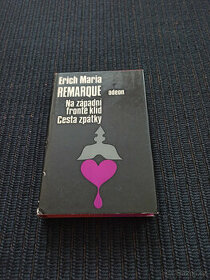 Erich Maria
REMARQUE odeon
Na západní
frontě klid
Cesta zpátky